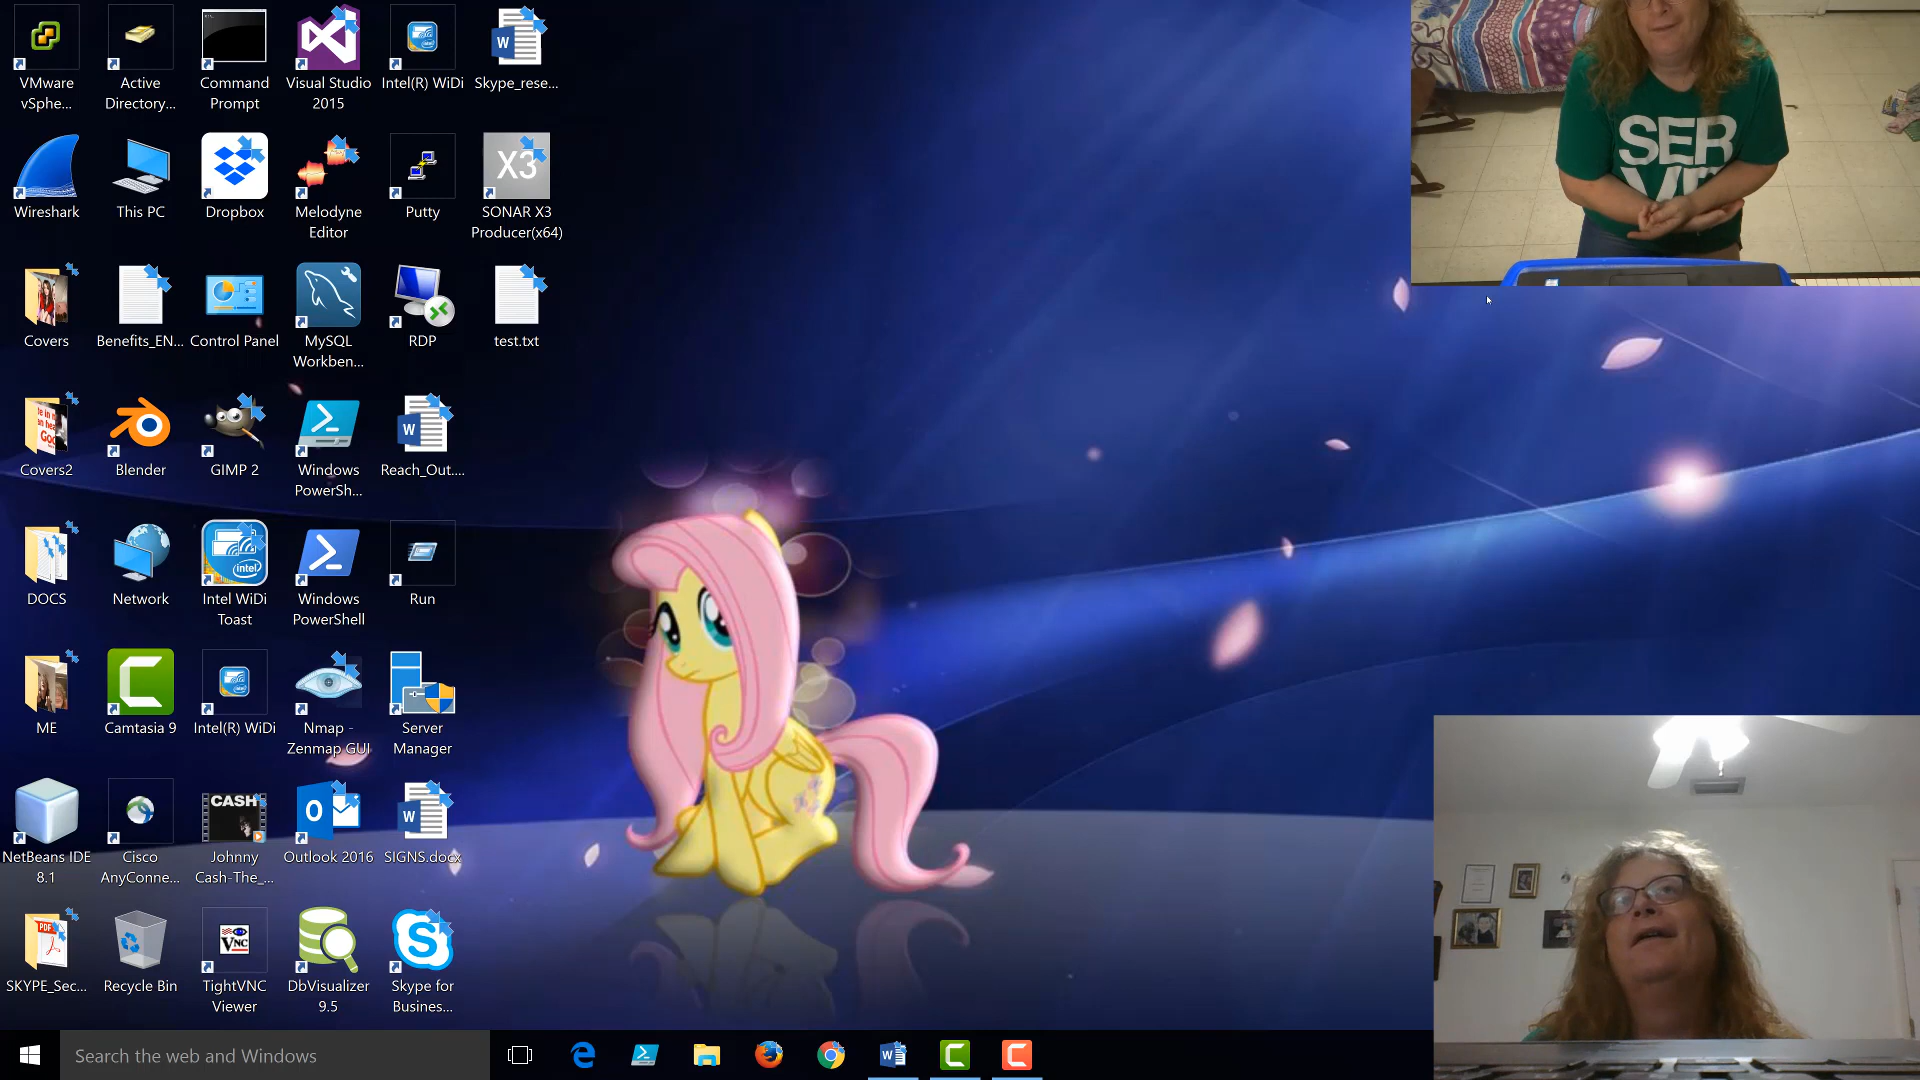 VMware
vSphe...
Active
Directory...
Command
Prompt
Visual Studio
2015
Intel(R) WiDi
W
Skype_rese...
Wireshark
This PC
Dropbox
Melodyne
Editor
Putty
X3
SONAR X3
Producer(x64)
Covers
Benefits_EN...
Control Panel
MySQL
Workben...
RDP
test.txt
Covers2
Blender
GIMP 2
Windows
PowerSh...
W
Reach_Out....
DOCS
Network
intel
Intel WiDi
Toast
Windows
PowerShell
Run
ME
Camtasia 9
Intel(R) WiDi
Nmap -
Zenmap GUI
Server
Manager
NetBeans IDE
8.1
Cisco
AnyConne...
CASH
Johnny
Cash-The_...
Outlook 2016
W
SIGNS.docx
PDF
SKYPE_Sec...
Recycle Bin
VNC
TightVNC
Viewer
DbVisualizer
9.5
Skype for
Business...
SER
Search the web and Windows